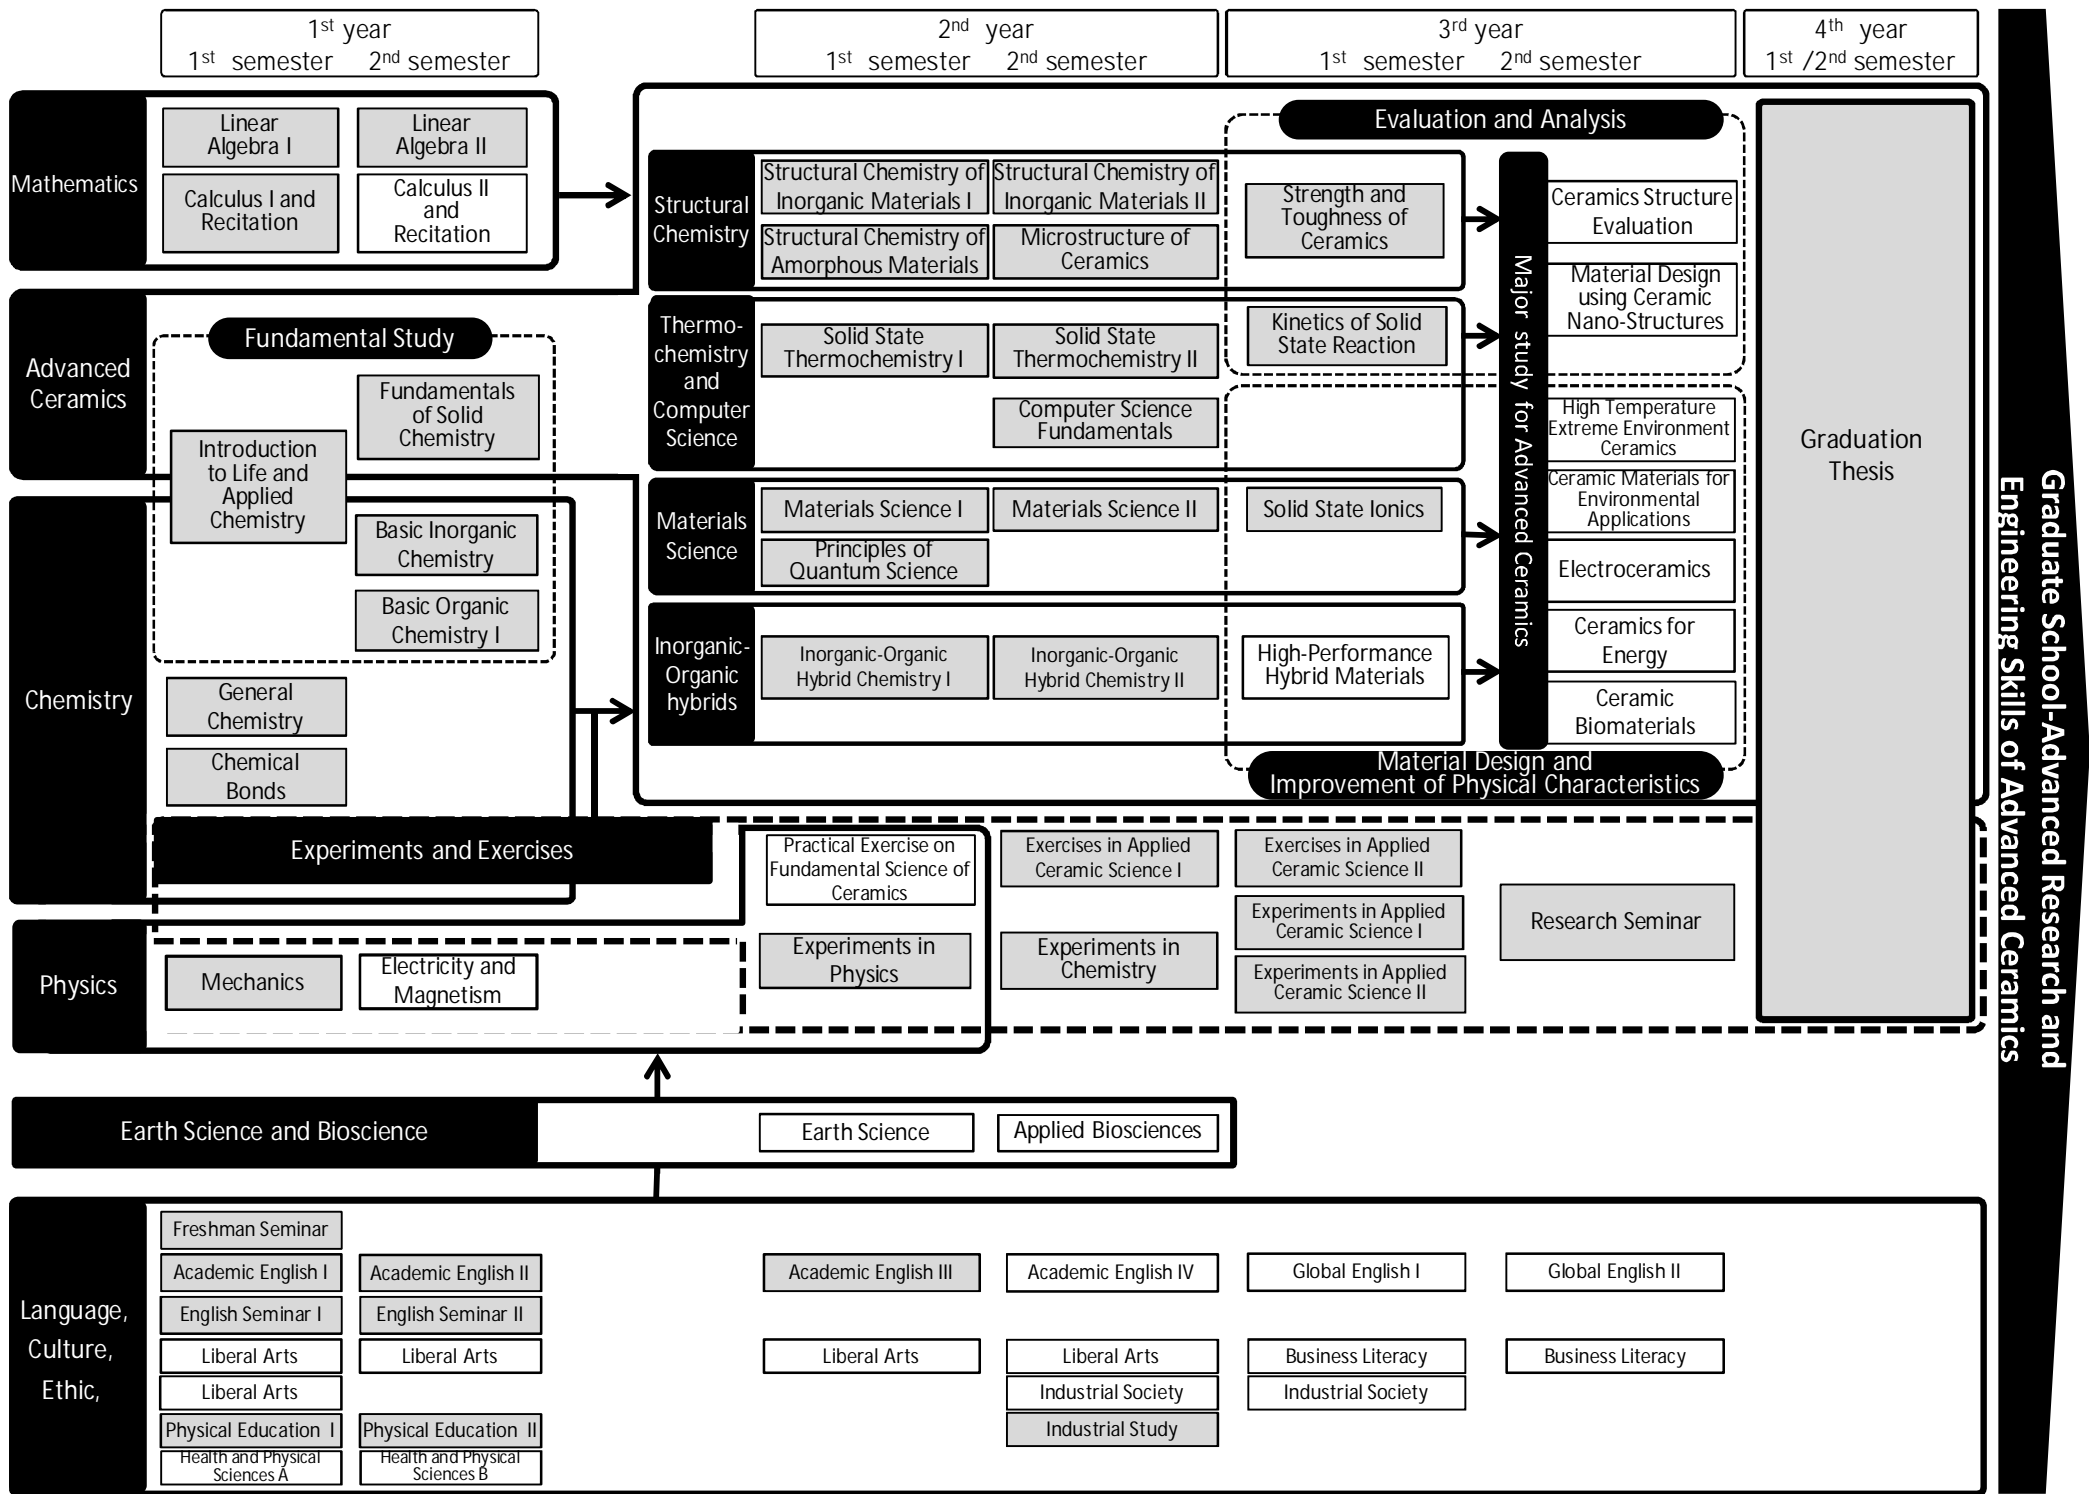 1st year
1st semester 2nd semester
2nd year
1st semester 2nd semester
3rd year
1st semester 2nd semester
4th year
1st /2nd semester
Mathematics
Linear
Algebra I
Linear
Algebra II
Calculus I and
Recitation
Calculus II
and
Recitation
Advanced
Ceramics
Fundamental Study
Fundamentals
of Solid
Chemistry
Introduction
to Life and
Applied
Chemistry
Chemistry
Basic Inorganic
Chemistry
Basic Organic
Chemistry I
General
Chemistry
Chemical
Bonds
Evaluation and Analysis
Structural
Chemistry
Structural Chemistry of
Inorganic Materials I
Structural Chemistry of
Inorganic Materials II
Structural Chemistry of
Amorphous Materials
Microstructure of
Ceramics
Strength and
Toughness of
Ceramics
Thermo-
chemistry
and
Computer
Science
Solid State
Thermochemistry I
Solid State
Thermochemistry II
Computer Science
Fundamentals
Kinetics of Solid
State Reaction
Materials
Science
Materials Science I
Materials Science II
Principles of
Quantum Science
Solid State Ionics
Inorganic-
Organic
hybrids
Inorganic-Organic
Hybrid Chemistry I
Inorganic-Organic
Hybrid Chemistry II
High-Performance
Hybrid Materials
Major study for Advanced Ceramics
Ceramics Structure
Evaluation
Material Design
using Ceramic
Nano-Structures
High Temperature
Extreme Environment
Ceramics
Ceramic Materials for
Environmental
Applications
Electroceramics
Ceramics for
Energy
Ceramic
Biomaterials
Material Design and
Improvement of Physical Characteristics
Graduation
Thesis
Graduate School-Advanced Research and
Engineering Skills of Advanced Ceramics
Experiments and Exercises
Practical Exercise on
Fundamental Science of
Ceramics
Exercises in Applied
Ceramic Science I
Exercises in Applied
Ceramic Science II
Experiments in
Physics
Experiments in
Chemistry
Experiments in Applied
Ceramic Science I
Experiments in Applied
Ceramic Science II
Research Seminar
Physics
Mechanics
Electricity and
Magnetism
Earth Science and Bioscience
Earth Science
Applied Biosciences
Language,
Culture,
Ethic,
Freshman Seminar
Academic English I
Academic English II
Academic English III
Academic English IV
Global English I
Global English II
English Seminar I
English Seminar II
Liberal Arts
Liberal Arts
Liberal Arts
Liberal Arts
Business Literacy
Business Literacy
Liberal Arts
Industrial Society
Industrial Society
Physical Education I
Physical Education II
Industrial Study
Health and Physical
Sciences A
Health and Physical
Sciences B